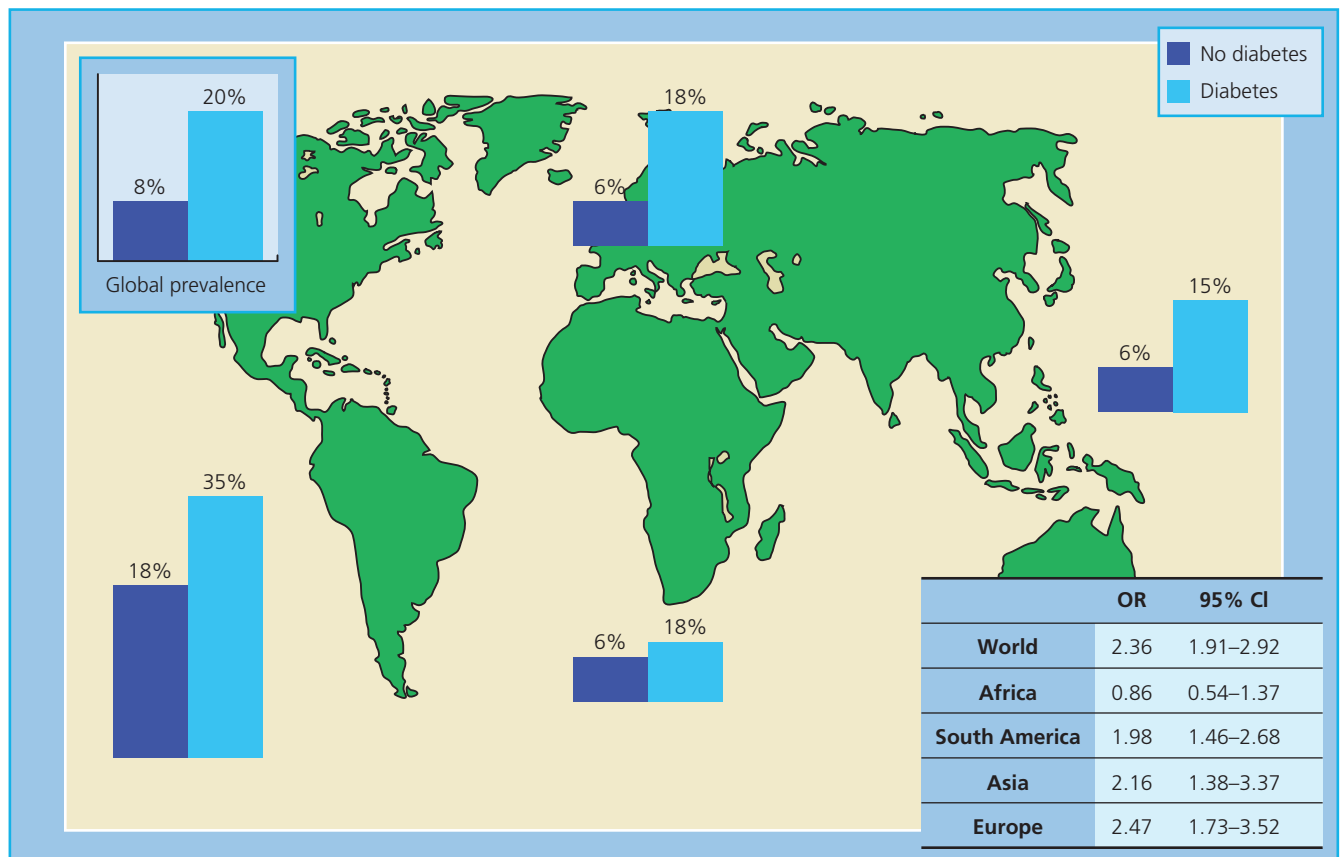 No diabetes
Diabetes
20%
8%
Global prevalence
18%
6%
15%
6%
35%
18%
18%
6%
OR 95% CI
World 2.36 1.91–2.92
Africa 0.86 0.54–1.37
South America 1.98 1.46–2.68
Asia 2.16 1.38–3.37
Europe 2.47 1.73–3.52